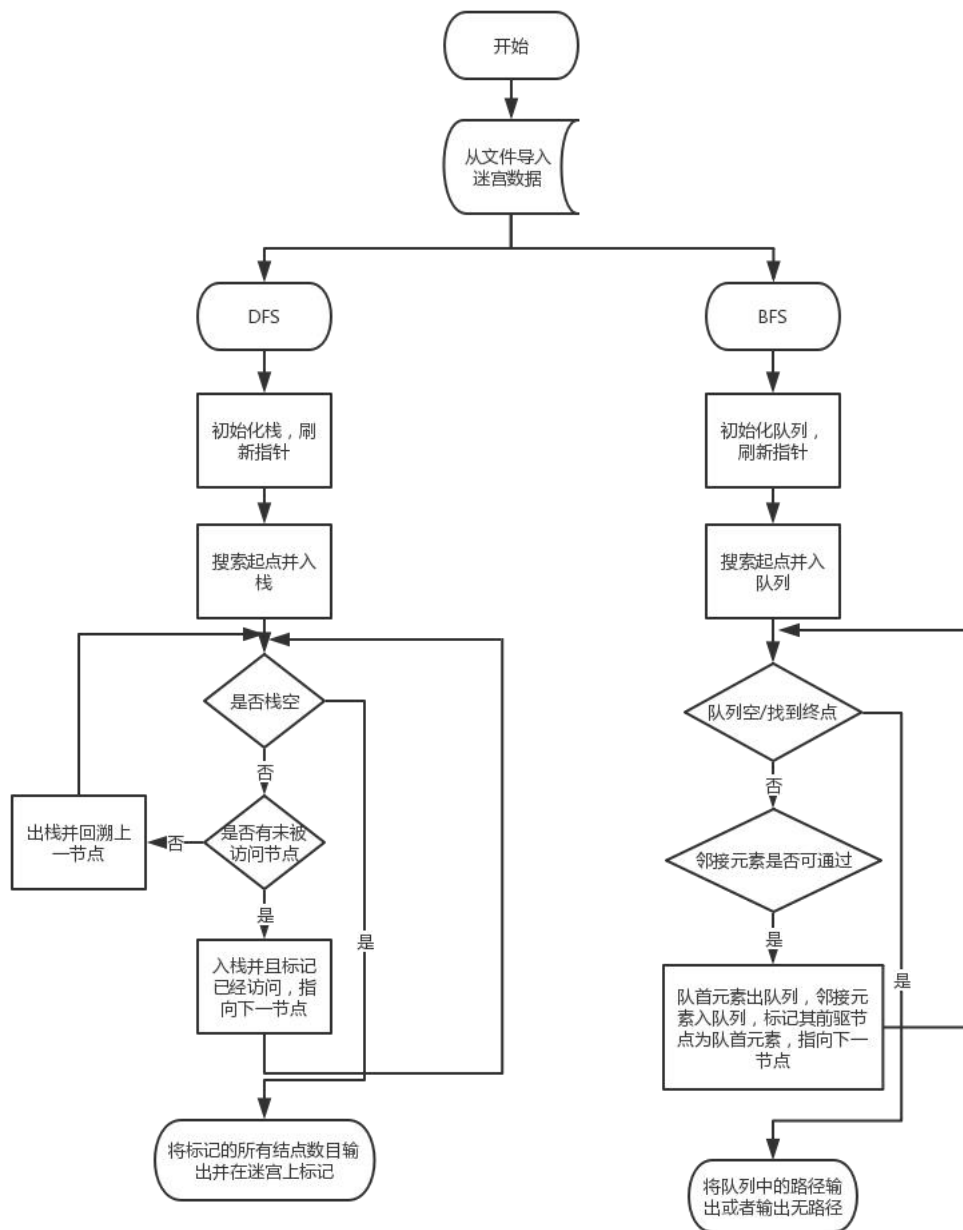 开始
从文件导入
迷宫数据
DFS
初始化栈，刷
新指针
搜索起点并入
栈
是否栈空
否
出栈并回溯上
一节点
否
是否有未被
访问节点
是
是
入栈并且标记
已经访问，指
向下一节点
将标记的所有结点数目输
出并在迷宫上标记
BFS
初始化队列，
刷新指针
搜索起点并入
队列
队列空/找到终点
否
邻接元素是否可通过
是
是
队首元素出队列，邻接元
素入队列，标记其前驱节
点为队首元素，指向下一
节点
将队列中的路径输
出或者输出无路径